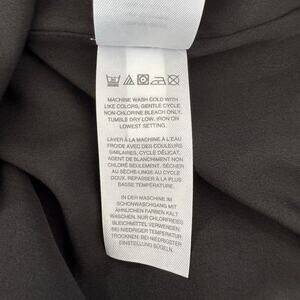 MACHINE WASH COLD WITH
LIKE COLORS, GENTLE CYCLE
NON-CHLORINE BLEACH ONLY.
TUMBLE DRY LOW. IRON ON
LOWEST SETTING.
LAVER À LA MACHINE À L'EAU
FROIDE AVEC DES COULEURS
SIMILAIRES, CYCLE DÉLICAT.
AGENT DE BLANCHIMENT NON
CHLORÉ SEULEMENT. SÉCHER
AU SÈCHE-LINGE AU CYCLE
DOUX. REPASSER À LA PLUS
BASSE TEMPÉRATURE.
IN DER MASCHINE IM
SCHONWASCHGANG MIT
ÄHNLICHEN FARBEN KALT
WASCHEN. NUR CHLORFREIES
BLEICHMITTEL VERWENDEN.
BEI NIEDRIGER TEMPERATUR
TROCKNEN. BEI NIEDRIGSTER
EINSTELLUNG BÜGELN.